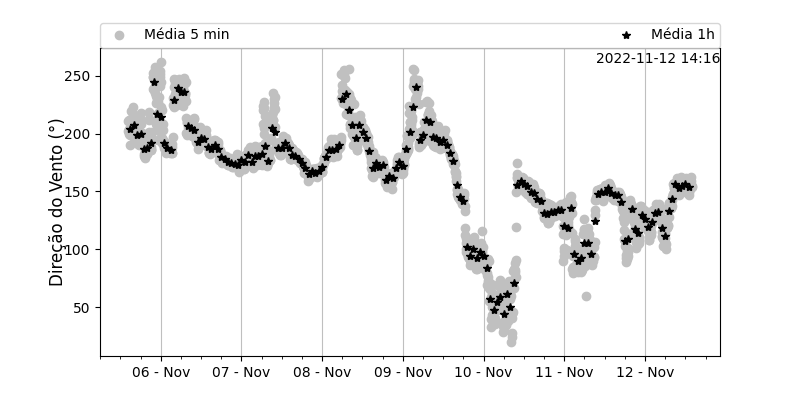 Média 5 min
Média 1h
2022-11-12 14:16
Direção do Vento (°)
250
200
150
100
50
06 - Nov
07 - Nov
08 - Nov
09 - Nov
10 - Nov
11 - Nov
12 - Nov